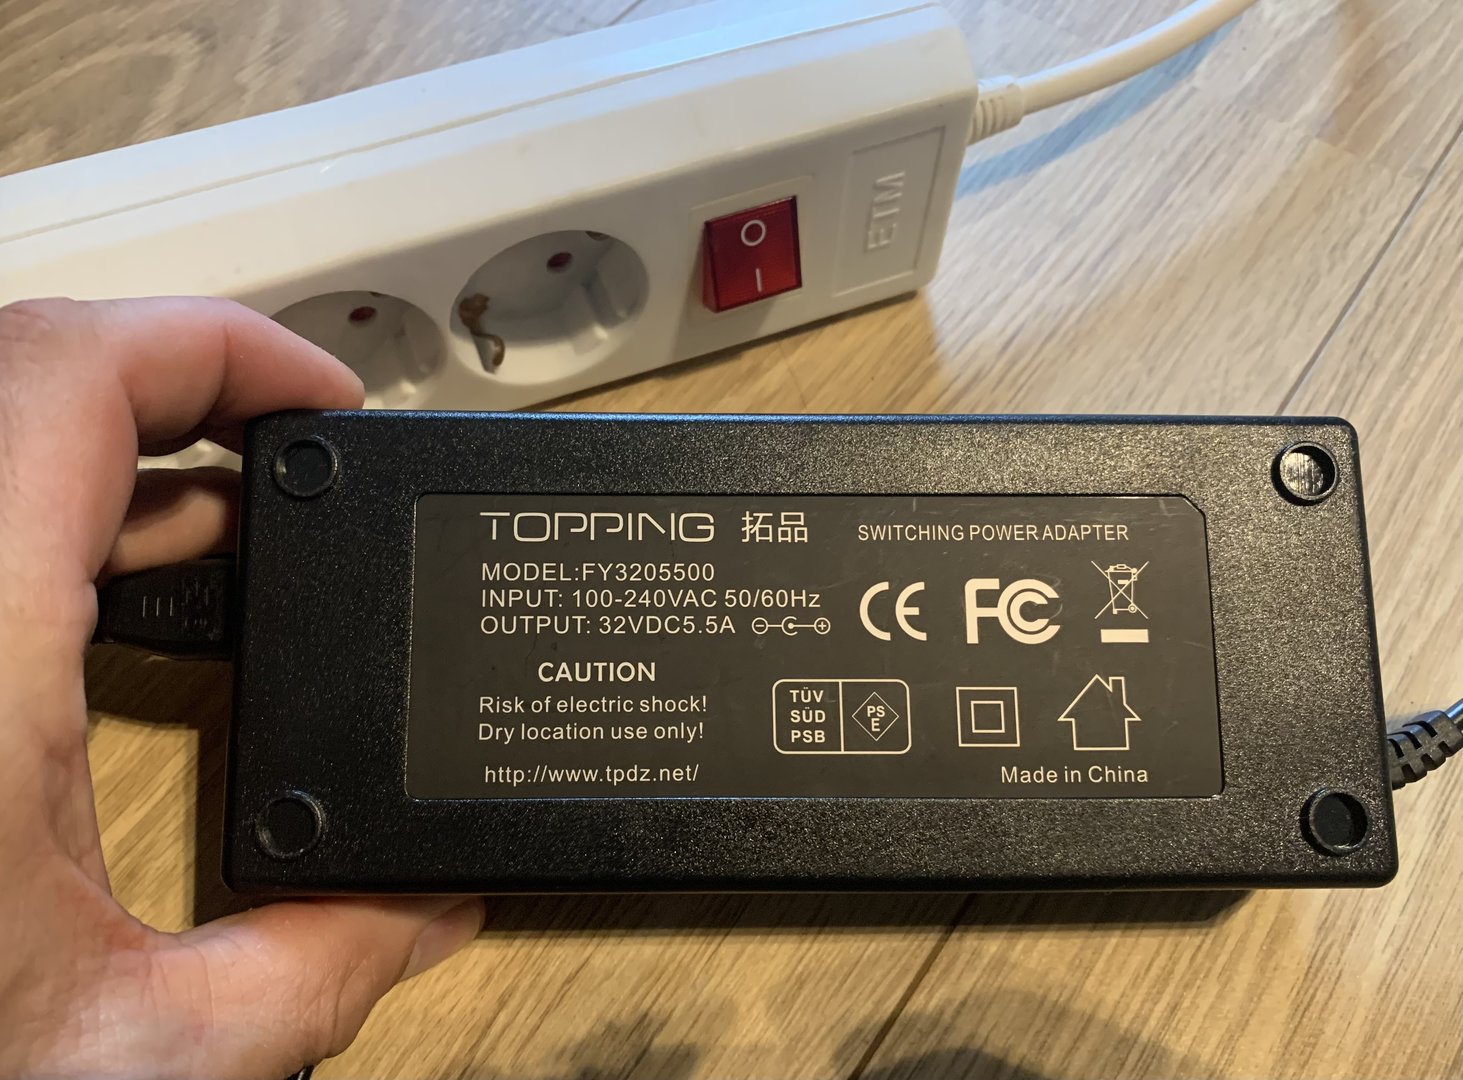 ETM
TOPPING 拓品
SWITCHING POWER ADAPTER
MODEL:FY3205500
INPUT: 100-240VAC 50/60Hz
OUTPUT: 32VDC5.5A
CE FC
CAUTION
Risk of electric shock!
Dry location use only!
TÜV
SÜD
PSB
PS
E
http://www.tpdz.net/
Made in China